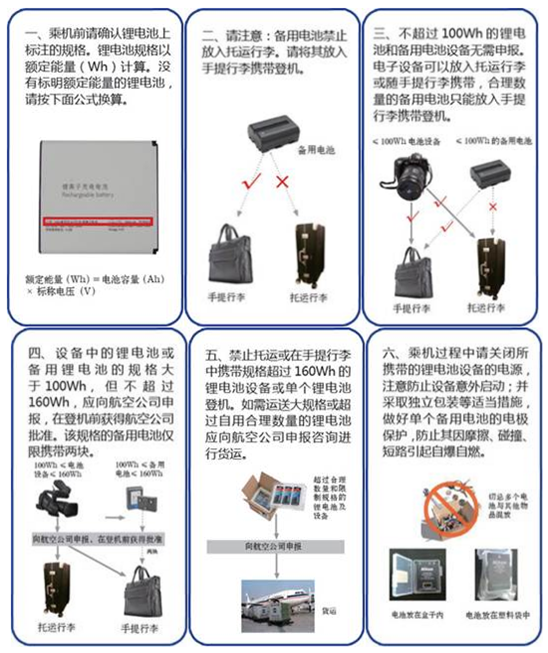 一、乘机前请确认锂电池上
标注的规格。锂电池规格以
额定能量（Wh）计算。没
有标明额定能量的锂电池，
请按下面公式换算。
锂离子充电电池
Rechargeable battery
额定能量（Wh）＝电池容量（Ah）
× 标称电压（V）
二、请注意：备用电池禁止
放入托运行李。请将其放入
手提行李携带登机。
备用电池
手提行李
托运行李
三、不超过100Wh的锂电
池和备用电池设备无需申报。
电子设备可以放入托运行李
或随手提行李携带，合理数
量的备用电池只能放入手提
行李携带登机。
≤100Wh 电池设备
≤100Wh的备用电池
手提行李
托运行李
四、设备中的锂电池或
备用锂电池的规格大
于100Wh，但不超过
160Wh，应向航空公司申
报，在登机前获得航空公司
批准。该规格的备用电池仅
限携带两块。
100Wh≤电池
设备≤160Wh
100Wh≤备用
电池≤160Wh
向航空公司申报、在登机前获得批准
两块
托运行李
手提行李
五、禁止托运或在手提行李
中携带规格超过160Wh的
锂电池设备或单个锂电池
登机。如需运送大规格或超
过自用合理数量的锂电池
应向航空公司申报咨询进
行货运。
超过合理
数量和限
制规格的
锂电池及
设备
向航空公司申报
货运
六、乘机过程中请关闭所
携带的锂电池设备的电源，
注意防止设备意外启动；并
采取独立包装等适当措施，
做好单个备用电池的电极
保护，防止其因摩擦、碰撞、
短路引起自爆自燃。
切忌多个电
池与其他物
品混放
电池放在盒子内
电池放在塑料袋中